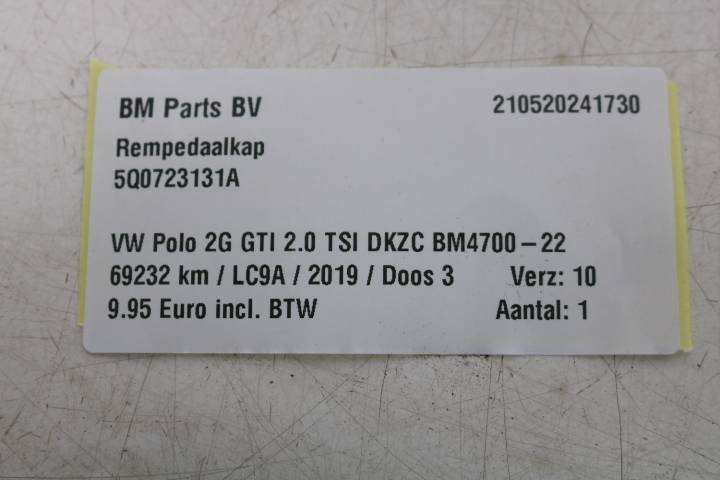 BM Parts BV 210520241730
Rempedaalkap
5Q0723131A
VW Polo 2G GTI 2.0 TSI DKZC BM4700-22
69232 km / LC9A / 2019 / Doos 3 Verz: 10
9.95 Euro incl. BTW Aantal: 1